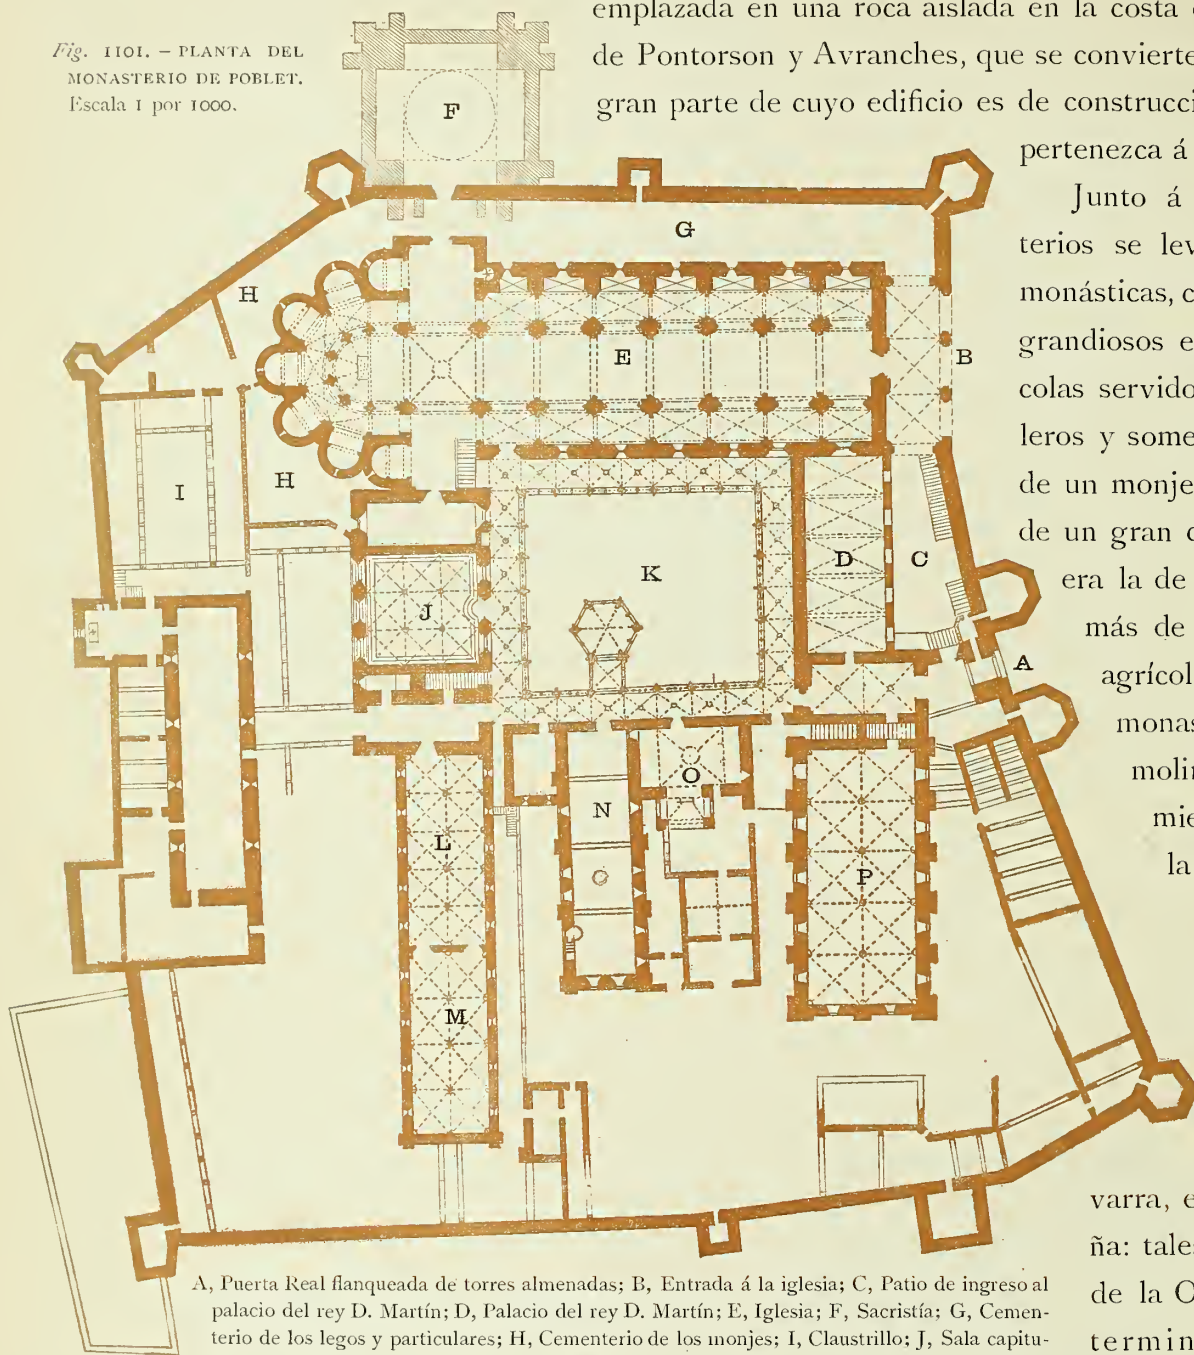 Fig. 1101. – PLANTA DEL
MONASTERIO DE POBLET.
Escala 1 por 1000.
emplazada en una roca aislada en la costa
de Pontorson y Avranches, que se convierte
gran parte de cuyo edificio es de construcci
pertenezca á
Junto á
terios se lev
monásticas, c
grandiosos e
colas servido
leros y some
de un monje
de un gran c
era la de
más de
agrícol
monas
molin
mie
la
F
G
H
E
B
I
H
K
D
C
J
A
O
N
L
P
M
varra, e
ña: tale
de la O
termin
A, Puerta Real flanqueada de torres almenadas; B, Entrada á la iglesia; C, Patio de ingreso al
palacio del rey D. Martín; D, Palacio del rey D. Martín; E, Iglesia; F, Sacristía; G, Cemen-
terio de los legos y particulares; H, Cementerio de los monjes; I, Claustrillo; J, Sala capitu-